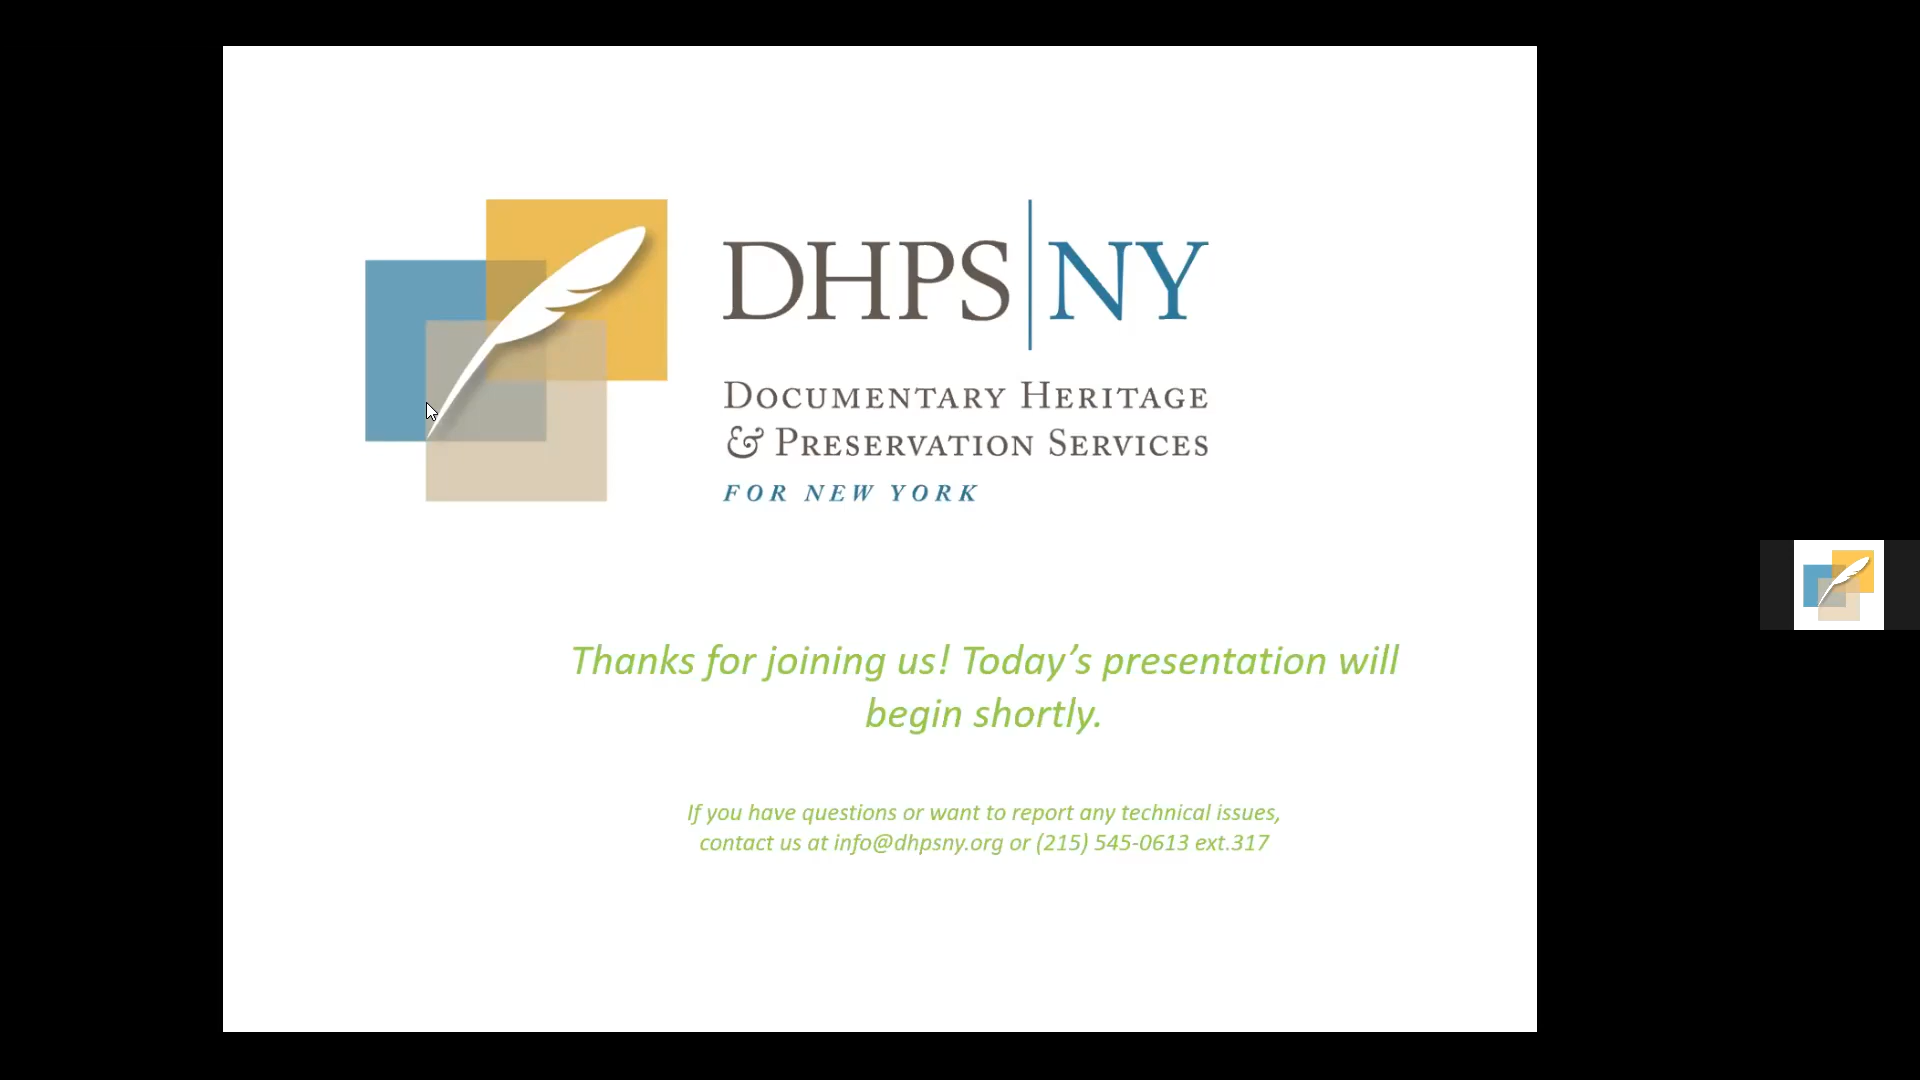 DHPS|NY
DOCUMENTARY HERITAGE
& PRESERVATION SERVICES
FOR NEW YORK
Thanks for joining us! Today’s presentation will
begin shortly.
If you have questions or want to report any technical issues,
contact us at info@dhpsny.org or (215) 545-0613 ext.317